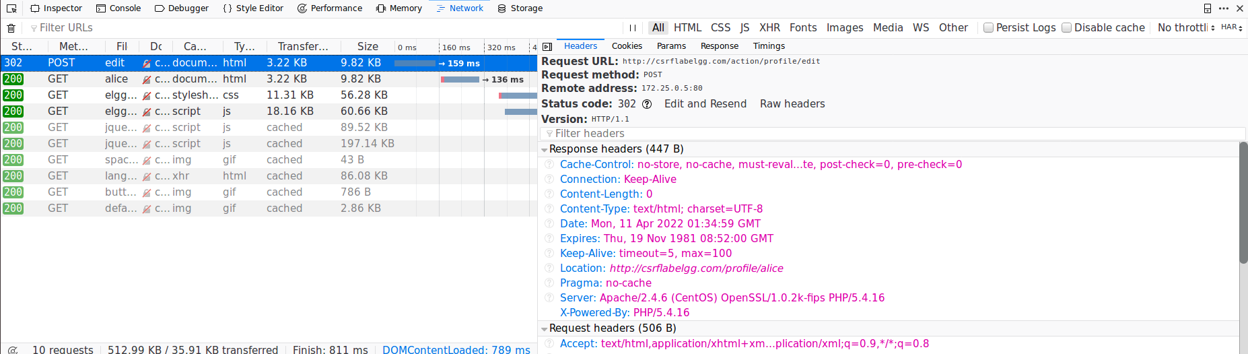 Inspector Console Debugger Style Editor Performance Memory Network Storage
Filter URLs All HTML CSS JS XHR Fonts Images Media WS Other Persist Logs Disable cache No throttli HAR
St... Met... Fil Dc Ca... Ty... Transfer... Size 0 ms 160 ms 320 ms
302 POST edit c... docum... html 3.22 KB 9.82 KB → 159 ms
200 GET alice c... docum... html 3.22 KB 9.82 KB → 136 ms
200 GET elgg... c... stylesh... css 11.31 KB 56.28 KB
200 GET elgg... c... script js 18.16 KB 60.66 KB
200 GET jque... c... script js cached 89.52 KB
200 GET jque... c... script js cached 197.14 KB
200 GET spac... c... img gif cached 43 B
200 GET lang... c... xhr html cached 86.08 KB
200 GET butt... c... img gif cached 786 B
200 GET defa... c... img gif cached 2.86 KB
10 requests 512.99 KB / 35.91 KB transferred Finish: 811 ms DOMContentLoaded: 789 ms
Headers Cookies Params Response Timings
Request URL: http://csrflabelgg.com/action/profile/edit
Request method: POST
Remote address: 172.25.0.5:80
Status code: 302 ? Edit and Resend Raw headers
Version: HTTP/1.1
Filter headers
Response headers (447 B)
Cache-Control: no-store, no-cache, must-reval...te, post-check=0, pre-check=0
Connection: Keep-Alive
Content-Length: 0
Content-Type: text/html; charset=UTF-8
Date: Mon, 11 Apr 2022 01:34:59 GMT
Expires: Thu, 19 Nov 1981 08:52:00 GMT
Keep-Alive: timeout=5, max=100
Location: http://csrflabelgg.com/profile/alice
Pragma: no-cache
Server: Apache/2.4.6 (CentOS) OpenSSL/1.0.2k-fips PHP/5.4.16
X-Powered-By: PHP/5.4.16
Request headers (506 B)
Accept: text/html,application/xhtml+xm...plication/xml;q=0.9,*/*;q=0.8